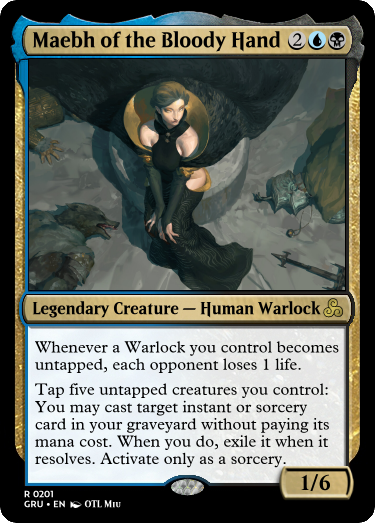 Maebh of the Bloody Hand 2
Legendary Creature — Human Warlock
Whenever a Warlock you control becomes
untapped, each opponent loses 1 life.
Tap five untapped creatures you control:
You may cast target instant or sorcery
card in your graveyard without paying its
mana cost. When you do, exile it when it
resolves. Activate only as a sorcery.
1/6
R 0201
GRU • EN OTL Miu